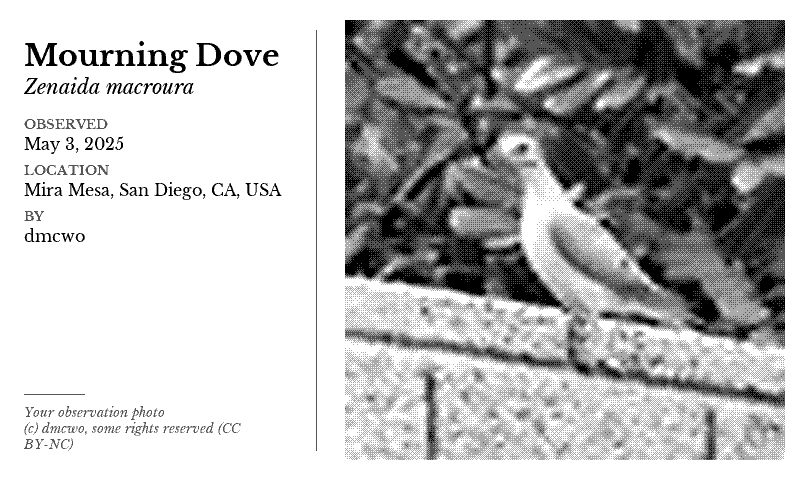 Mourning Dove
Zenaida macroura
OBSERVED
May 3, 2025
LOCATION
Mira Mesa, San Diego, CA, USA
BY
dmcwo
Your observation photo
(c) dmcwo, some rights reserved (CC
BY-NC)